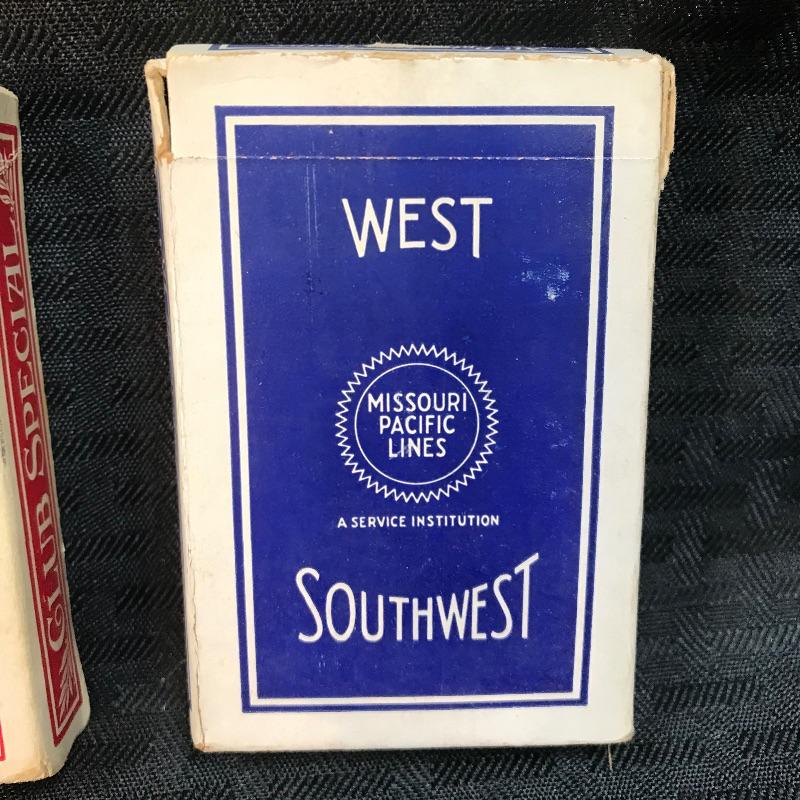 WEST
MISSOURI
PACIFIC
LINES
A SERVICE INSTITUTION
SOUTHWEST
CLUB SPECIAL